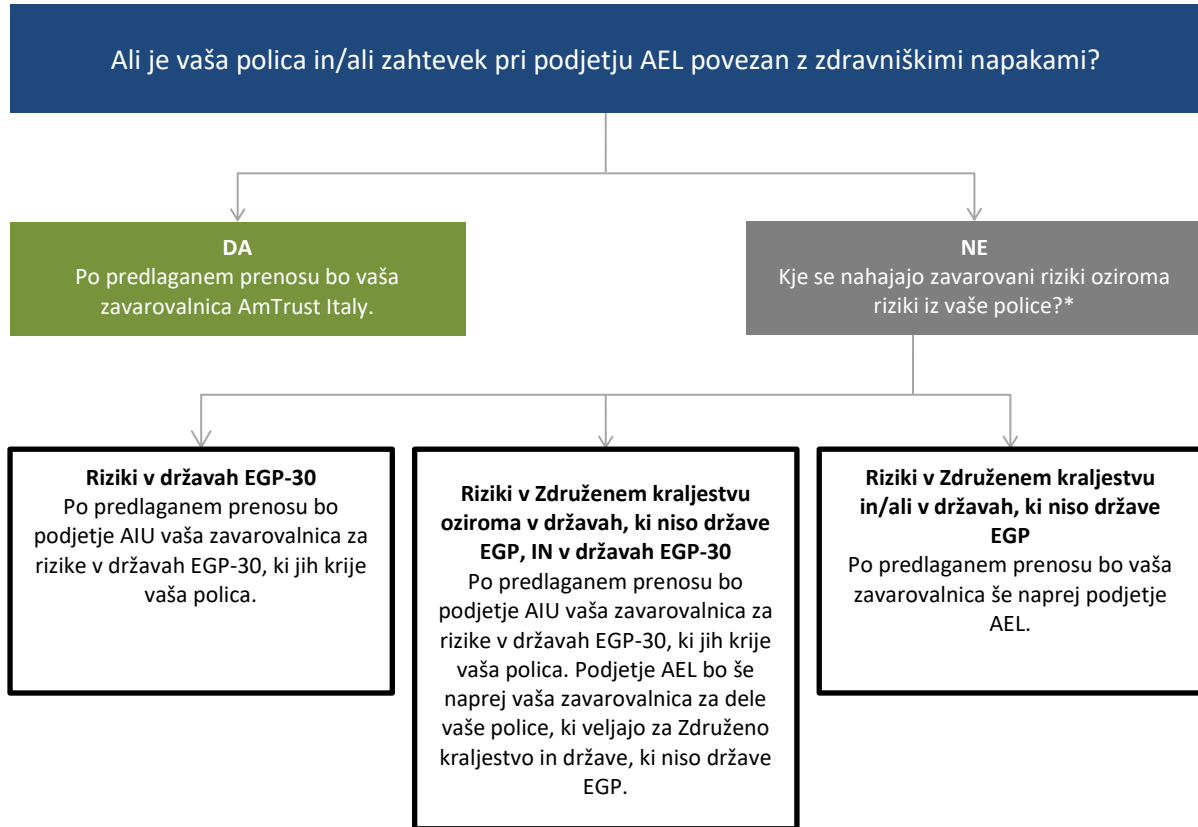 Ali je vaša polica in/ali zahtevek pri podjetju AEL povezan z zdravniškimi napakami?
DA
Po predlaganem prenosu bo vaša
zavarovalnica AmTrust Italy.
NE
Kje se nahajajo zavarovani riziki oziroma
riziki iz vaše police?*
Riziki v državah EGP-30
Po predlaganem prenosu bo
podjetje AIU vaša zavarovalnica za
rizike v državah EGP-30, ki jih krije
vaša polica.
Riziki v Združenem kraljestvu
oziroma v državah, ki niso države
EGP, IN v državah EGP-30
Po predlaganem prenosu bo
podjetje AIU vaša zavarovalnica za
rizike v državah EGP-30, ki jih krije
vaša polica. Podjetje AEL bo še
naprej vaša zavarovalnica za dele
vaše police, ki veljajo za Združeno
kraljestvo in države, ki niso države
EGP.
Riziki v Združenem kraljestvu
in/ali v državah, ki niso države
EGP
Po predlaganem prenosu bo vaša
zavarovalnica še naprej podjetje
AEL.